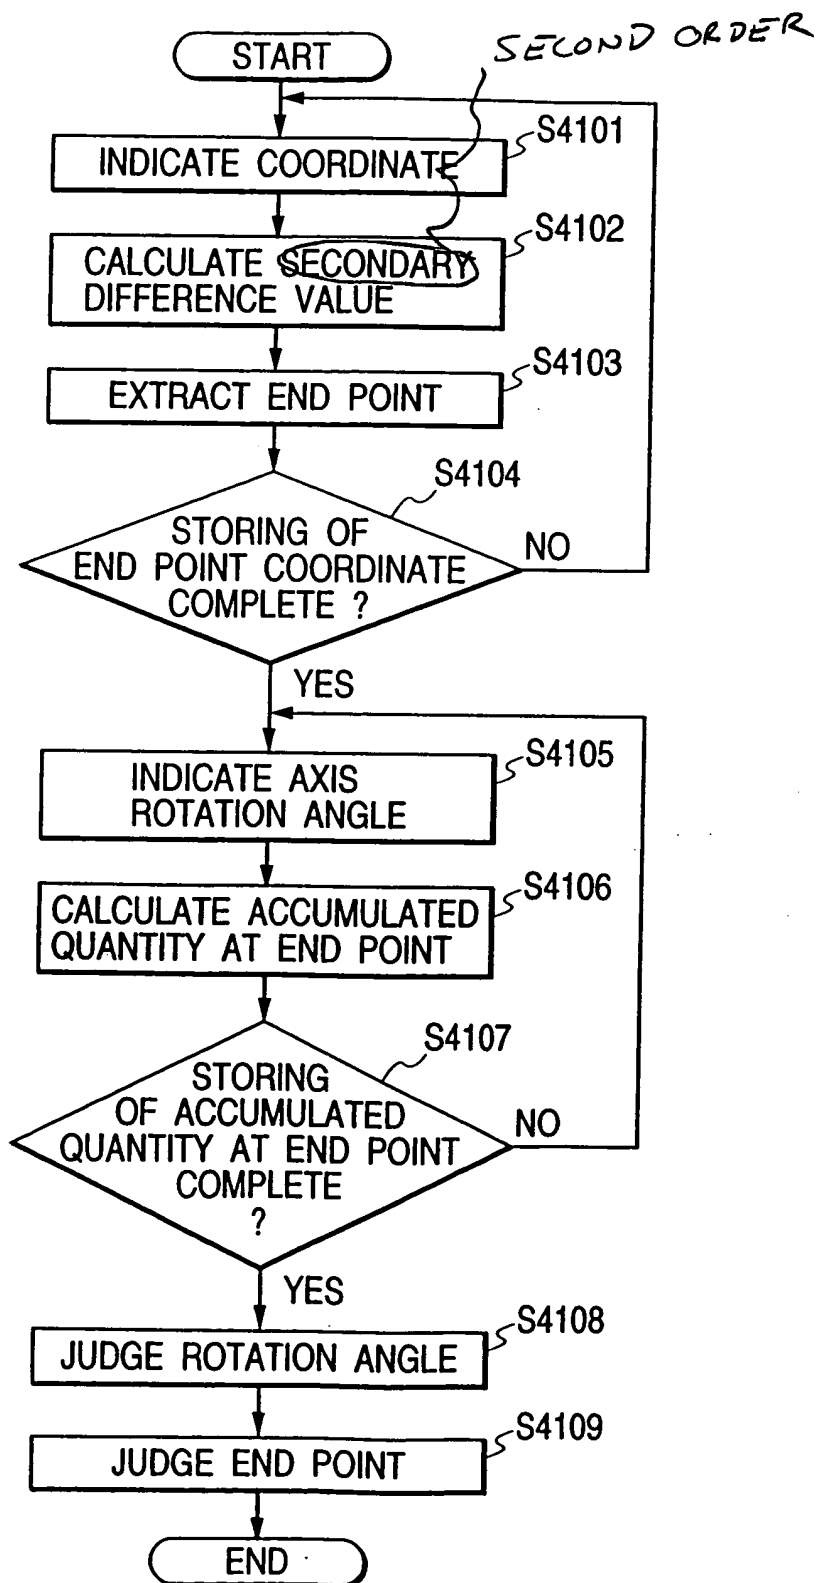 SECOND ORDER
START
S4101
INDICATE COORDINATE
S4102
CALCULATE SECONDARY
DIFFERENCE VALUE
S4103
EXTRACT END POINT
S4104
STORING OF
END POINT COORDINATE
COMPLETE ?
NO
YES
S4105
INDICATE AXIS
ROTATION ANGLE
S4106
CALCULATE ACCUMULATED
QUANTITY AT END POINT
S4107
STORING
OF ACCUMULATED
QUANTITY AT END POINT
COMPLETE
?
NO
YES
S4108
JUDGE ROTATION ANGLE
S4109
JUDGE END POINT
END